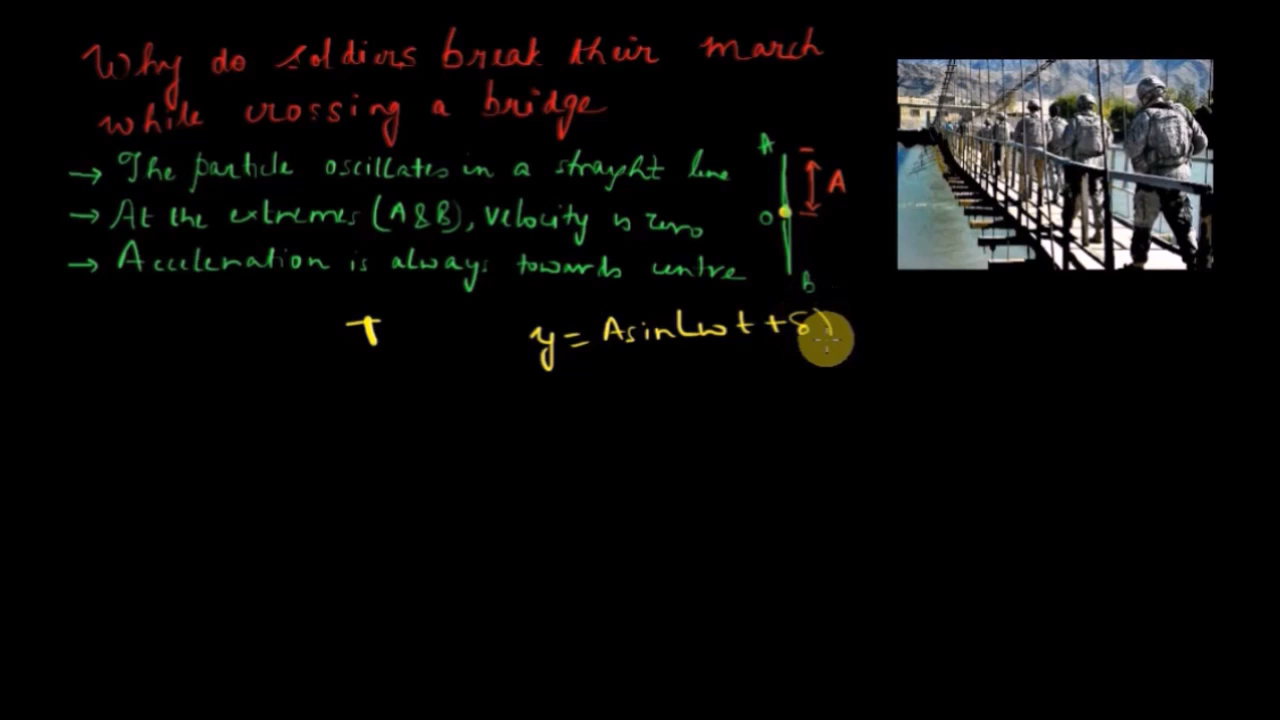 Why do soldiers break their march
while crossing a bridge
→ The particle oscillates in a straight line
→ At the extremes (A&B), velocity is zero
→ Acceleration is always towards centre
A
A
O
B
T
y = A sin(ωt + δ)